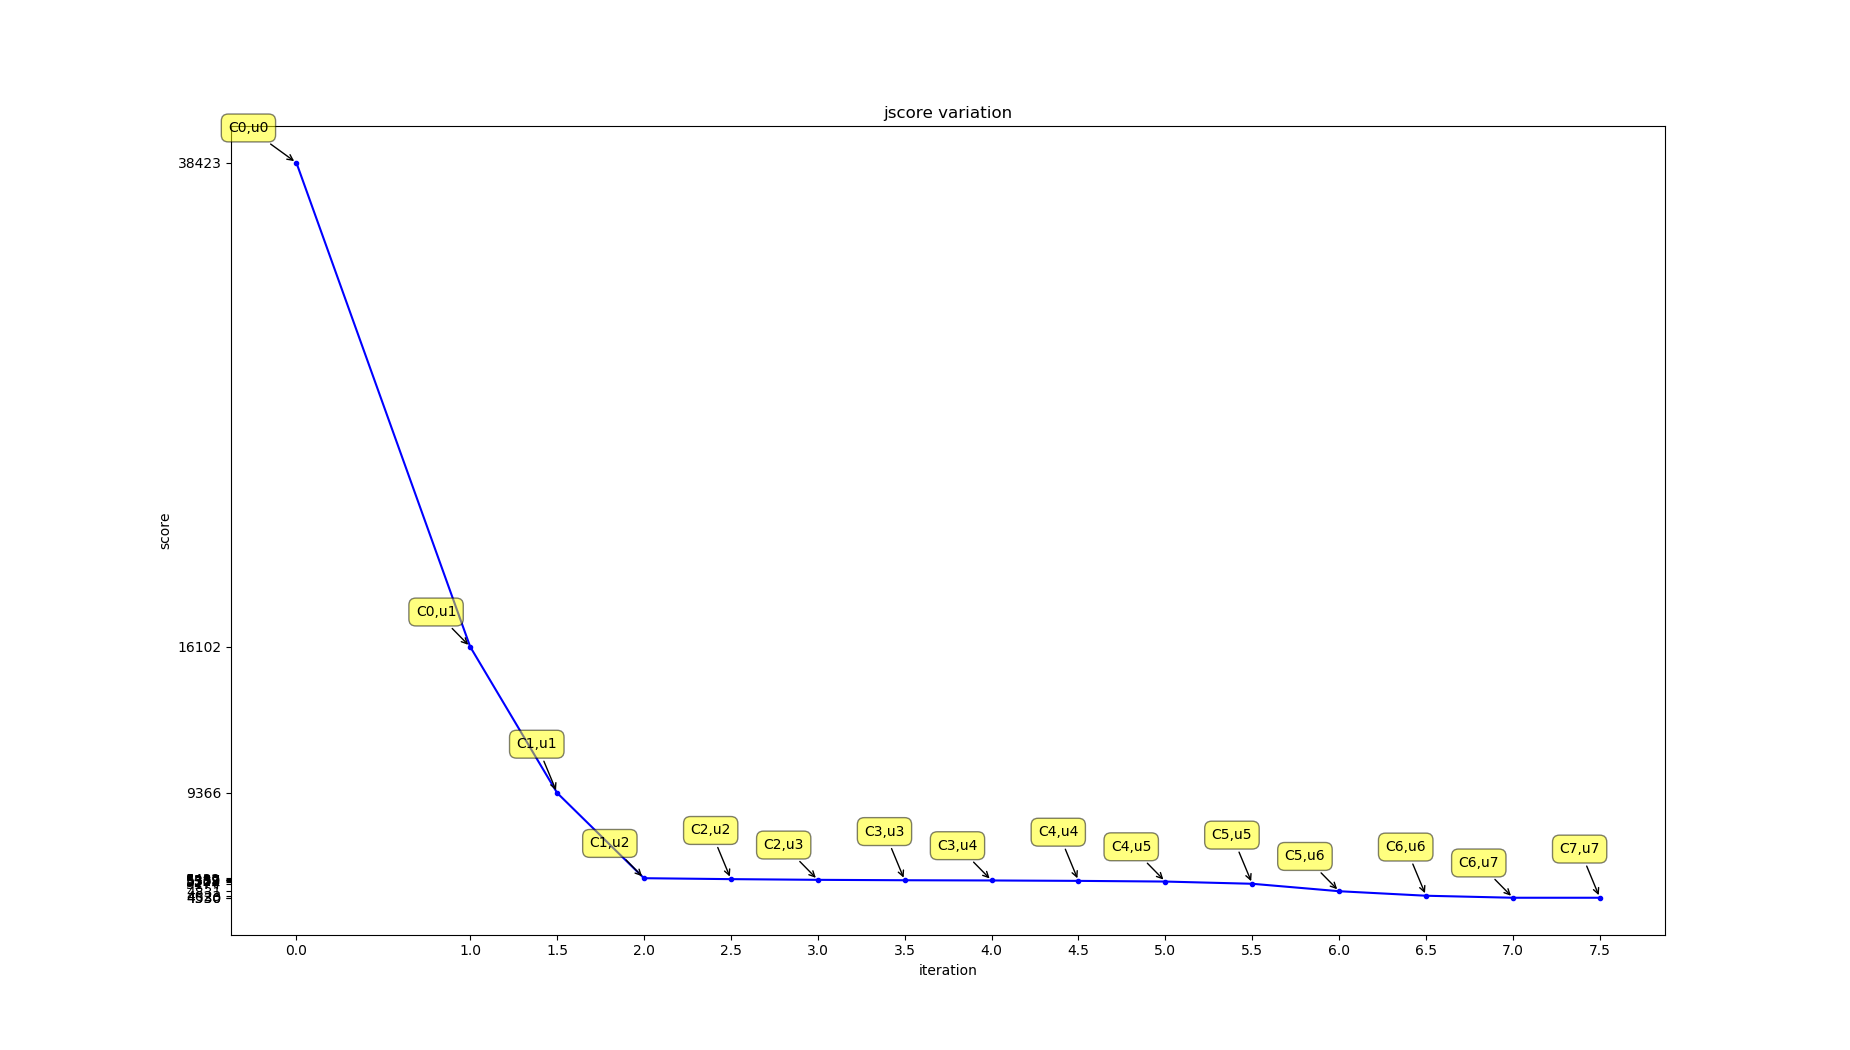 jscore variation
C0,u0
38423
score
C0,u1
16102
C1,u1
9366
C1,u2
C2,u2
C2,u3
C3,u3
C3,u4
C4,u4
C4,u5
C5,u5
C5,u6
C6,u6
C6,u7
C7,u7
0.0 1.0 1.5 2.0 2.5 3.0 3.5 4.0 4.5 5.0 5.5 6.0 6.5 7.0 7.5
iteration